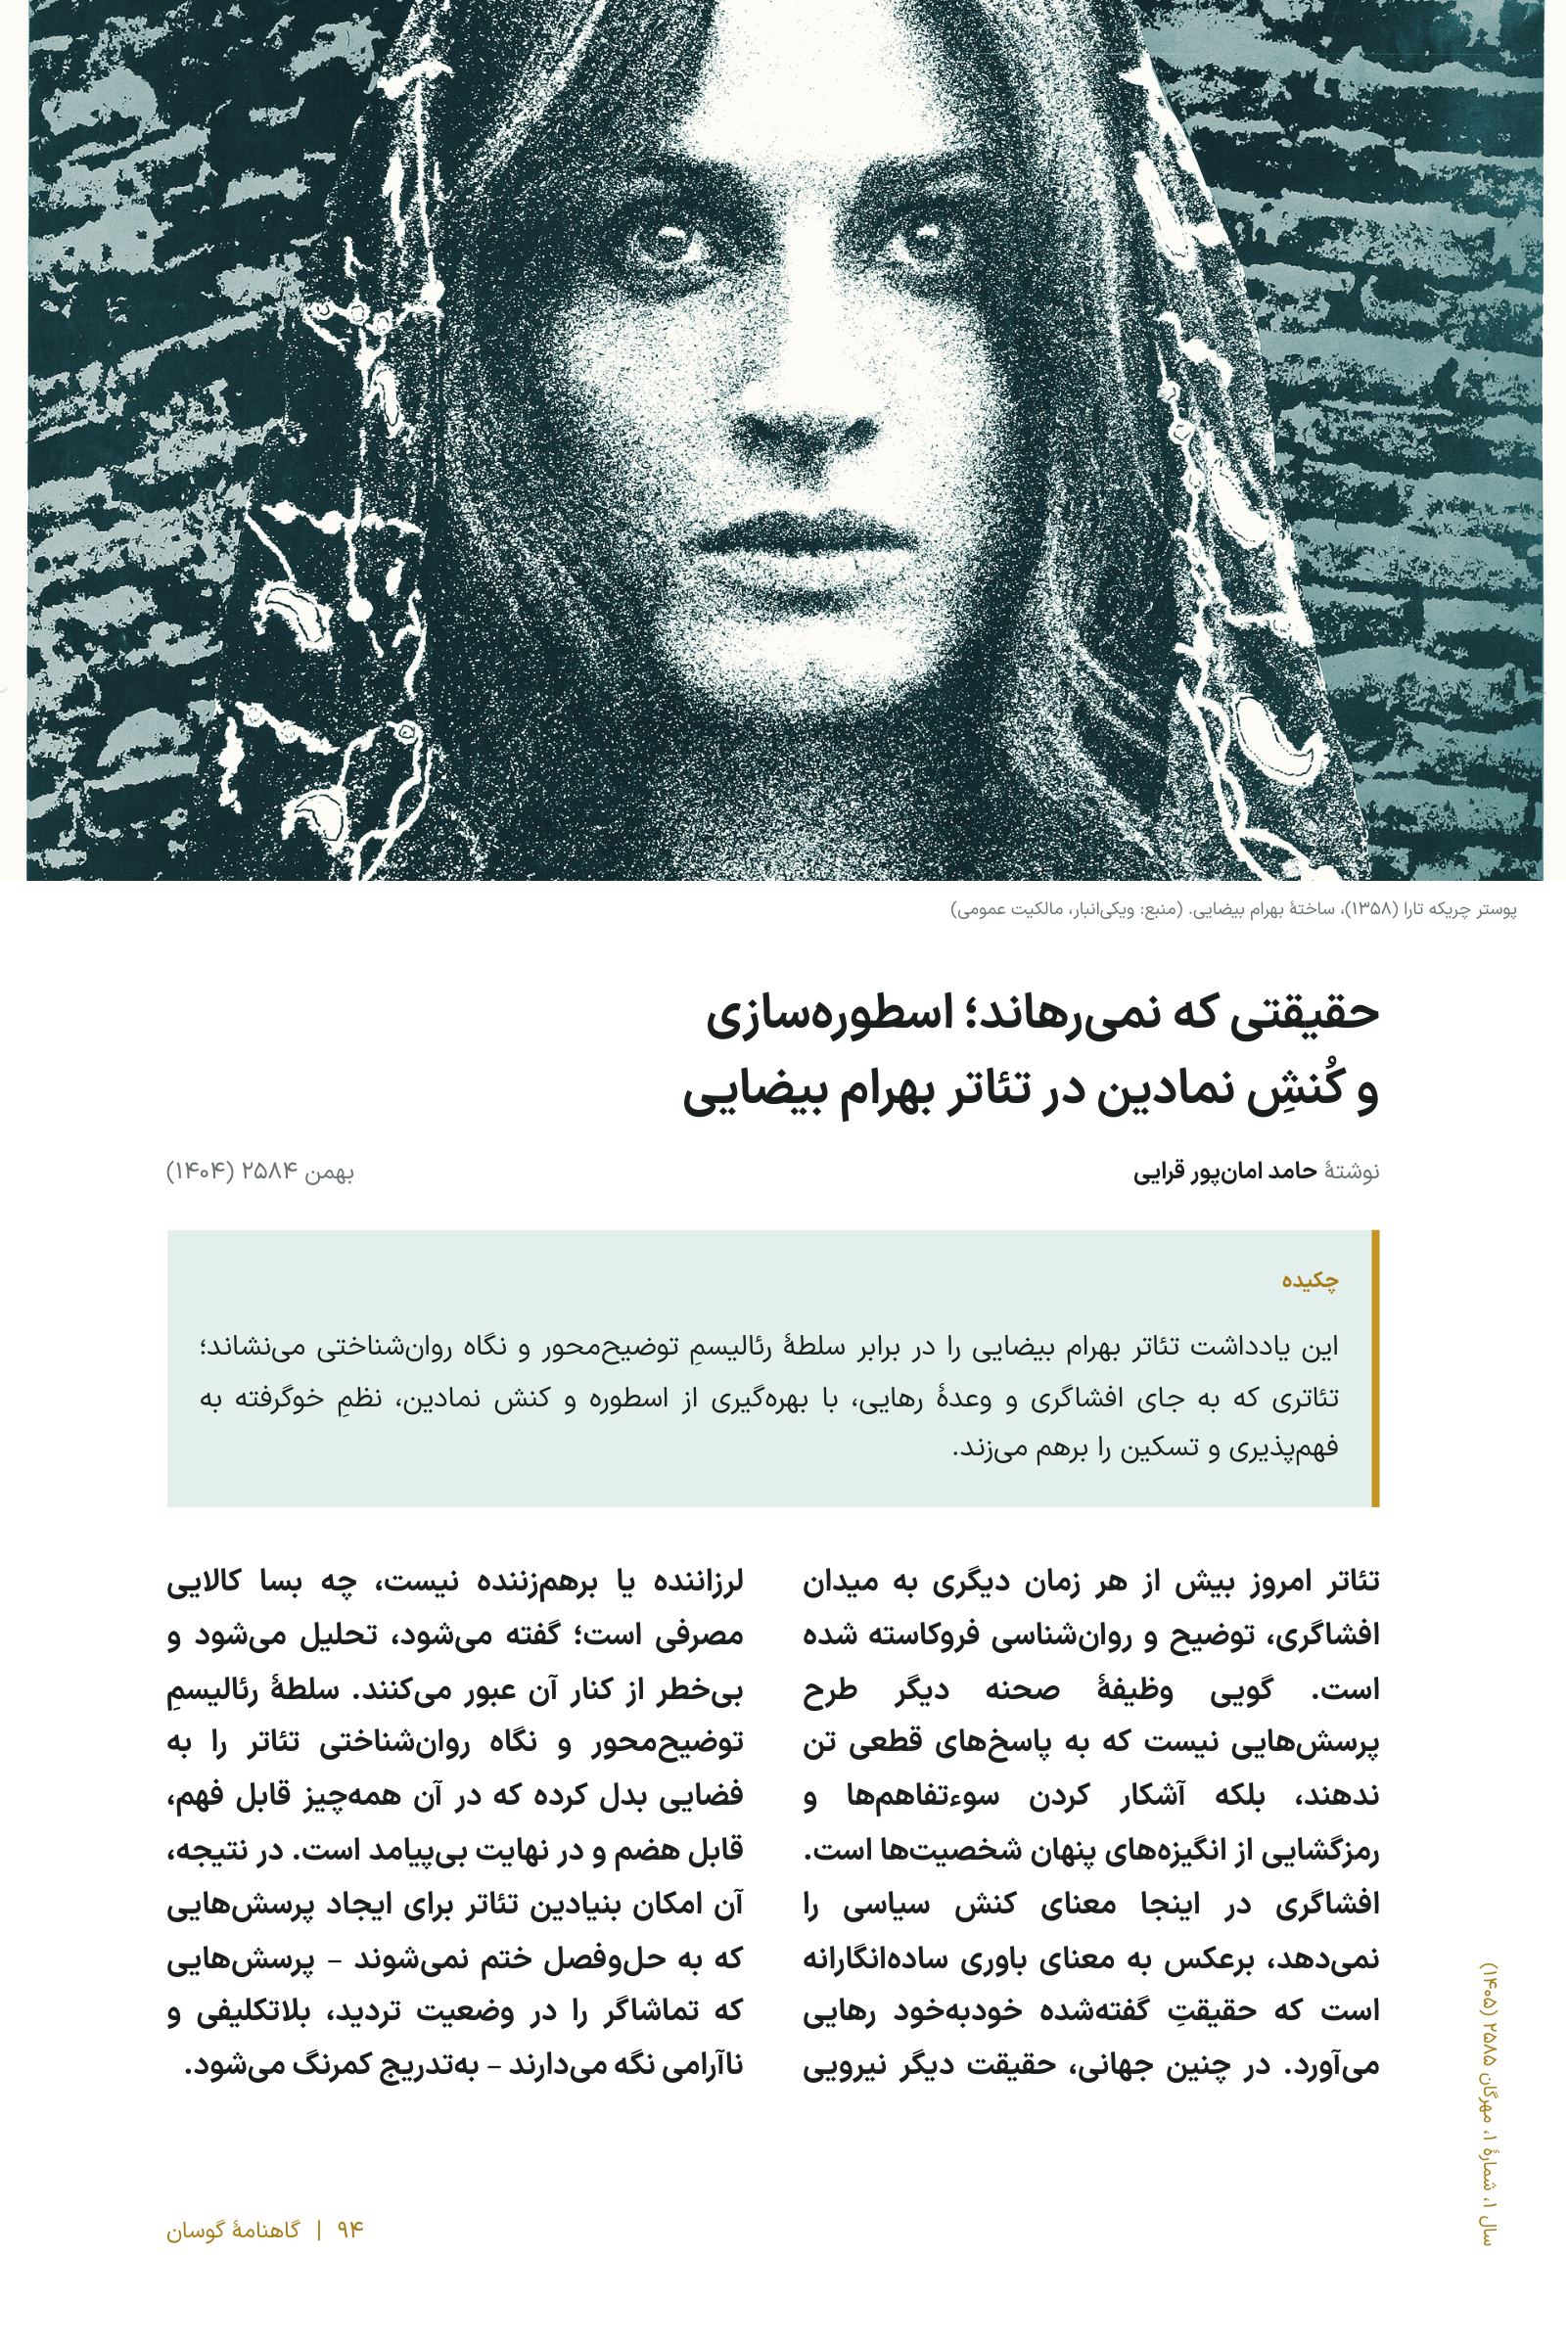 پوستر چریکه تارا (۱۳۵۸)، ساختهٔ بهرام بیضایی. (منبع: ویکی‌انبار، مالکیت عمومی)
حقیقتی که نمی‌رهاند؛ اسطوره‌سازی
و کُنشِ نمادین در تئاتر بهرام بیضایی
نوشتهٔ حامد امان‌پور قرایی
بهمن ۲۵۸۴ (۱۴۰۴)
چکیده
این یادداشت تئاتر بهرام بیضایی را در برابر سلطهٔ رئالیسمِ توضیح‌محور و نگاه روان‌شناختی می‌نشاند؛
تئاتری که به جای افشاگری و وعدهٔ رهایی، با بهره‌گیری از اسطوره و کنش نمادین، نظمِ خوگرفته به
فهم‌پذیری و تسکین را برهم می‌زند.
تئاتر امروز بیش از هر زمان دیگری به میدان
افشاگری، توضیح و روان‌شناسی فروکاسته شده
است. گویی وظیفهٔ صحنه دیگر طرح
پرسش‌هایی نیست که به پاسخ‌های قطعی تن
ندهند، بلکه آشکار کردن سوءتفاهم‌ها و
رمزگشایی از انگیزه‌های پنهان شخصیت‌ها است.
افشاگری در اینجا معنای کنش سیاسی را
نمی‌دهد، برعکس به معنای باوری ساده‌انگارانه
است که حقیقتِ گفته‌شده خودبه‌خود رهایی
می‌آورد. در چنین جهانی، حقیقت دیگر نیرویی
لرزاننده یا برهم‌زننده نیست، چه بسا کالایی
مصرفی است؛ گفته می‌شود، تحلیل می‌شود و
بی‌خطر از کنار آن عبور می‌کنند. سلطهٔ رئالیسمِ
توضیح‌محور و نگاه روان‌شناختی تئاتر را به
فضایی بدل کرده که در آن همه‌چیز قابل فهم،
قابل هضم و در نهایت بی‌پیامد است. در نتیجه،
آن امکان بنیادین تئاتر برای ایجاد پرسش‌هایی
که به حل‌وفصل ختم نمی‌شوند – پرسش‌هایی
که تماشاگر را در وضعیت تردید، بلاتکلیفی و
ناآرامی نگه می‌دارند – به‌تدریج کمرنگ می‌شود.
سال ۱، شمارهٔ ۱، مهرگان ۲۵۸۵ (۱۴۰۵)
۹۴ | گاهنامهٔ گوسان